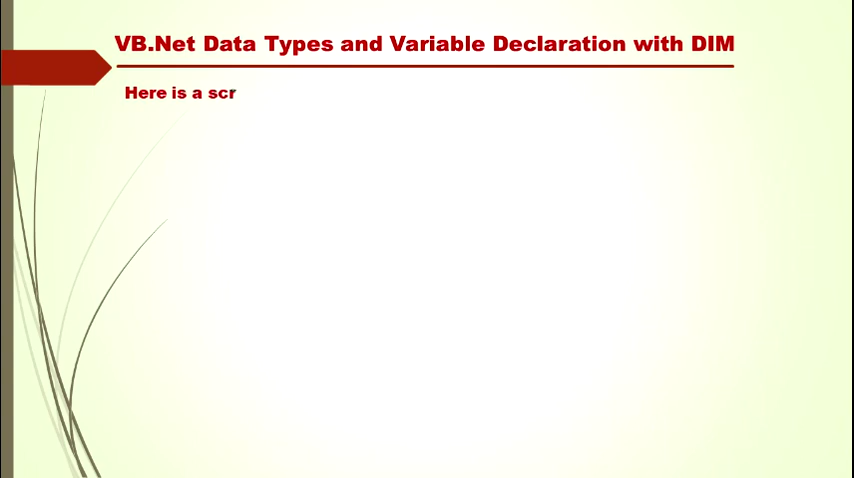 VB.Net Data Types and Variable Declaration with DIM
Here is a scr